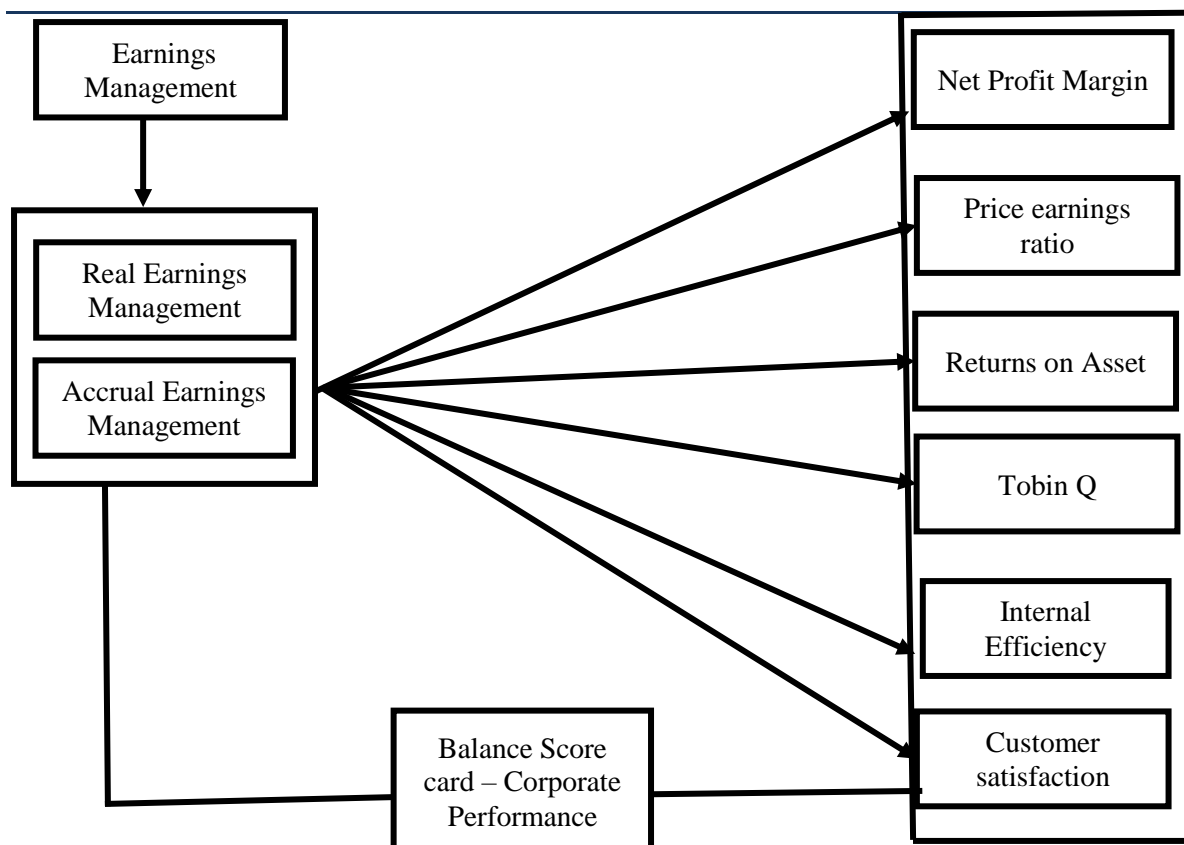 Earnings
Management
Net Profit Margin
Price earnings
ratio
Real Earnings
Management
Returns on Asset
Accrual Earnings
Management
Tobin Q
Internal
Efficiency
Customer
satisfaction
Balance Score
card – Corporate
Performance